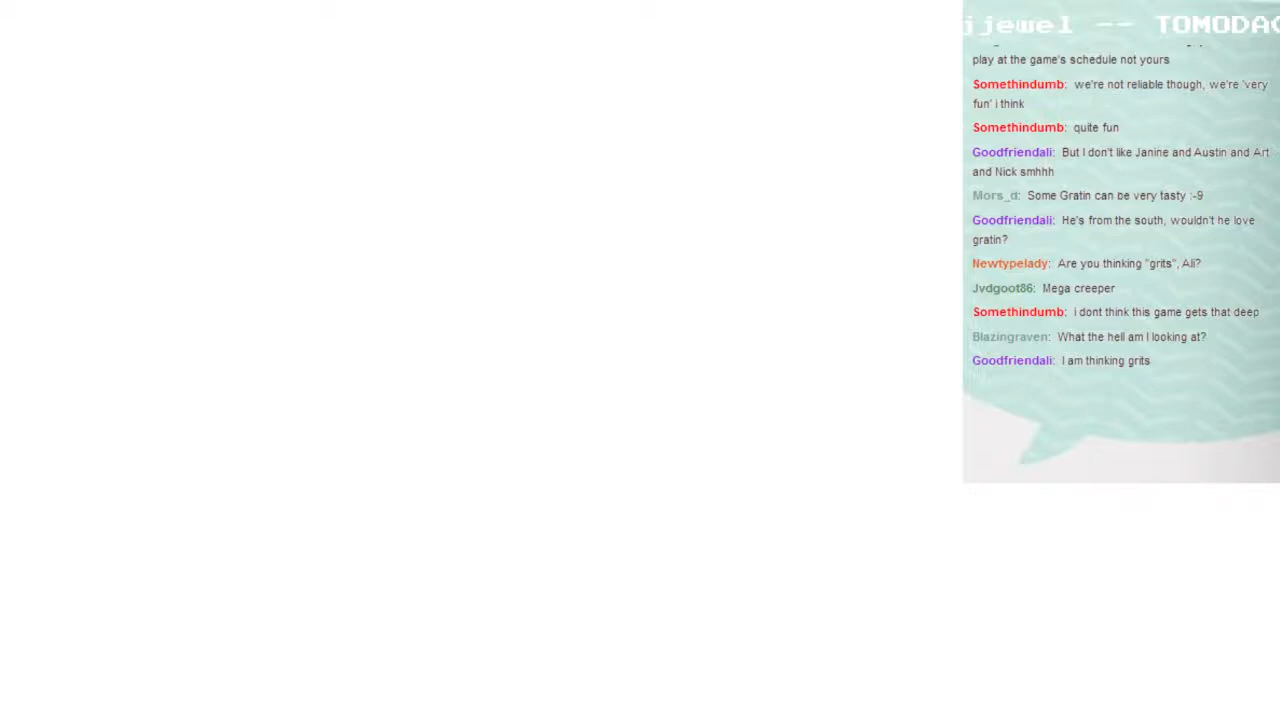 jjewel -- TOMODAC
play at the game's schedule not yours
Somethindumb: we're not reliable though, we're 'very
fun' i think
Somethindumb: quite fun
Goodfriendali: But I don't like Janine and Austin and Art
and Nick smhhh
Mors_d: Some Gratin can be very tasty :-9
Goodfriendali: He's from the south, wouldn't he love
gratin?
Newtypelady: Are you thinking "grits", Ali?
Jvdgoot86: Mega creeper
Somethindumb: i dont think this game gets that deep
Blazingraven: What the hell am I looking at?
Goodfriendali: I am thinking grits